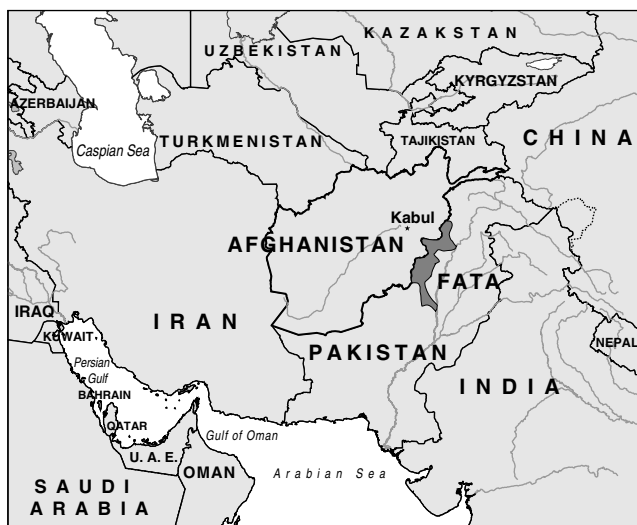 KAZAKSTAN
UZBEKISTAN
KYRGYZSTAN
AZERBAIJAN
TURKMENISTAN
TAJIKISTAN
CHINA
Caspian Sea
Kabul
AFGHANISTAN
FATA
IRAQ
IRAN
KUWAIT
PAKISTAN
NEPAL
Persian
Gulf
INDIA
BAHRAIN
QATAR
Gulf of Oman
U. A. E.
OMAN
Arabian Sea
SAUDI
ARABIA